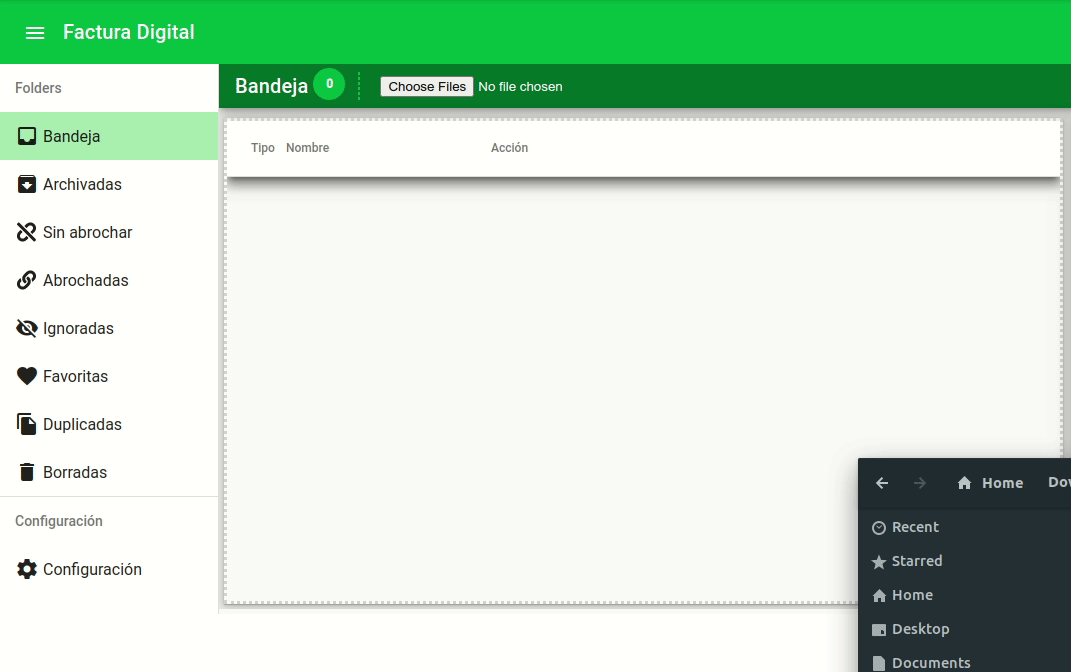 Factura Digital
Folders
Bandeja 0 Choose Files No file chosen
Bandeja
Tipo Nombre Acción
Archivadas
Sin abrochar
Abrochadas
Ignoradas
Favoritas
Duplicadas
Borradas
Configuración
Configuración
Home
Recent
Starred
Home
Desktop
Documents